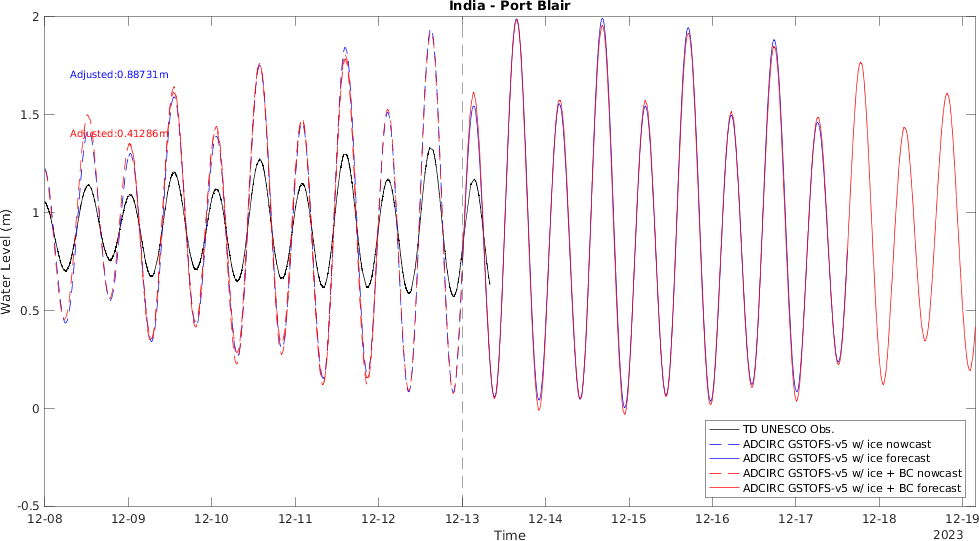 India - Port Blair
2
1.5
1
0.5
0
-0.5
Water Level (m)
Adjusted:0.88731m
Adjusted:0.41286m
TD UNESCO Obs.
ADCIRC GSTOFS-v5 w/ ice nowcast
ADCIRC GSTOFS-v5 w/ ice forecast
ADCIRC GSTOFS-v5 w/ ice + BC nowcast
ADCIRC GSTOFS-v5 w/ ice + BC forecast
12-08 12-09 12-10 12-11 12-12 12-13 12-14 12-15 12-16 12-17 12-18 12-19
Time
2023